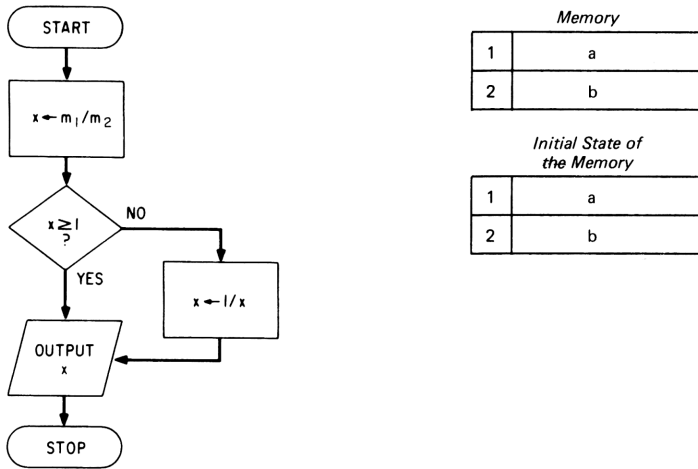 START
x ← m₁/m₂
x ≥ 1
?
NO
YES
x ← 1/x
OUTPUT
x
STOP
Memory
1 a
2 b
Initial State of
the Memory
1 a
2 b